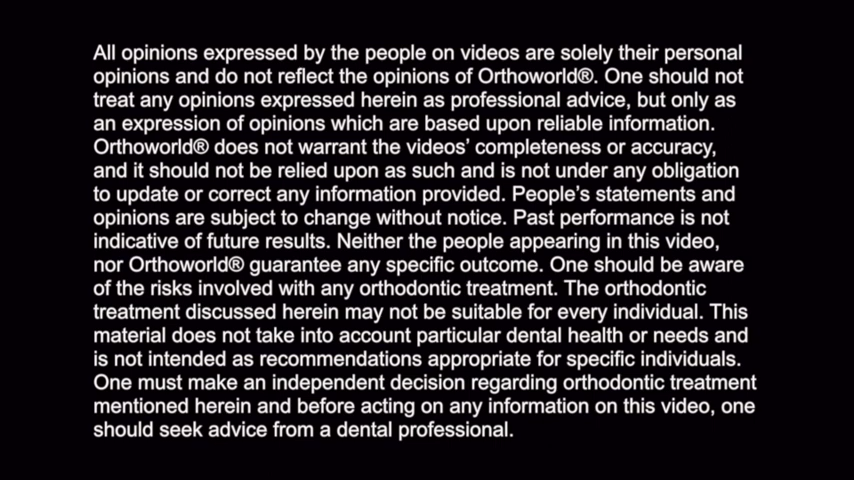 All opinions expressed by the people on videos are solely their personal
opinions and do not reflect the opinions of Orthoworld®. One should not
treat any opinions expressed herein as professional advice, but only as
an expression of opinions which are based upon reliable information.
Orthoworld® does not warrant the videos’ completeness or accuracy,
and it should not be relied upon as such and is not under any obligation
to update or correct any information provided. People’s statements and
opinions are subject to change without notice. Past performance is not
indicative of future results. Neither the people appearing in this video,
nor Orthoworld® guarantee any specific outcome. One should be aware
of the risks involved with any orthodontic treatment. The orthodontic
treatment discussed herein may not be suitable for every individual. This
material does not take into account particular dental health or needs and
is not intended as recommendations appropriate for specific individuals.
One must make an independent decision regarding orthodontic treatment
mentioned herein and before acting on any information on this video, one
should seek advice from a dental professional.